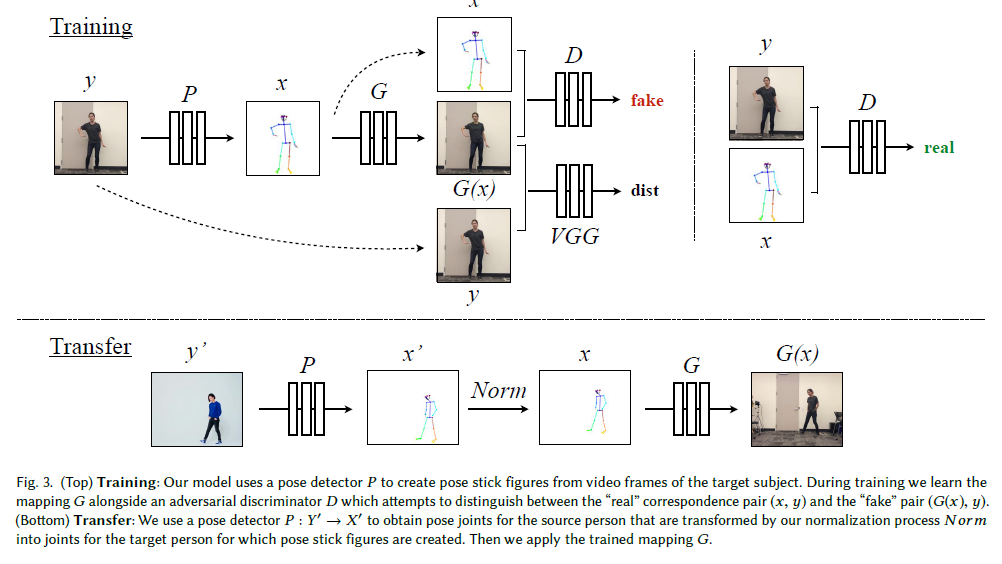 x
Training
y
P
x
G
D
fake
G(x)
dist
VGG
y
y
D
real
x
Transfer
y’
P
x’
Norm
x
G
G(x)
Fig. 3. (Top) Training: Our model uses a pose detector P to create pose stick figures from video frames of the target subject. During training we learn the
mapping G alongside an adversarial discriminator D which attempts to distinguish between the “real” correspondence pair (x, y) and the “fake” pair (G(x), y).
(Bottom) Transfer: We use a pose detector P : Y′ → X′ to obtain pose joints for the source person that are transformed by our normalization process Norm
into joints for the target person for which pose stick figures are created. Then we apply the trained mapping G.